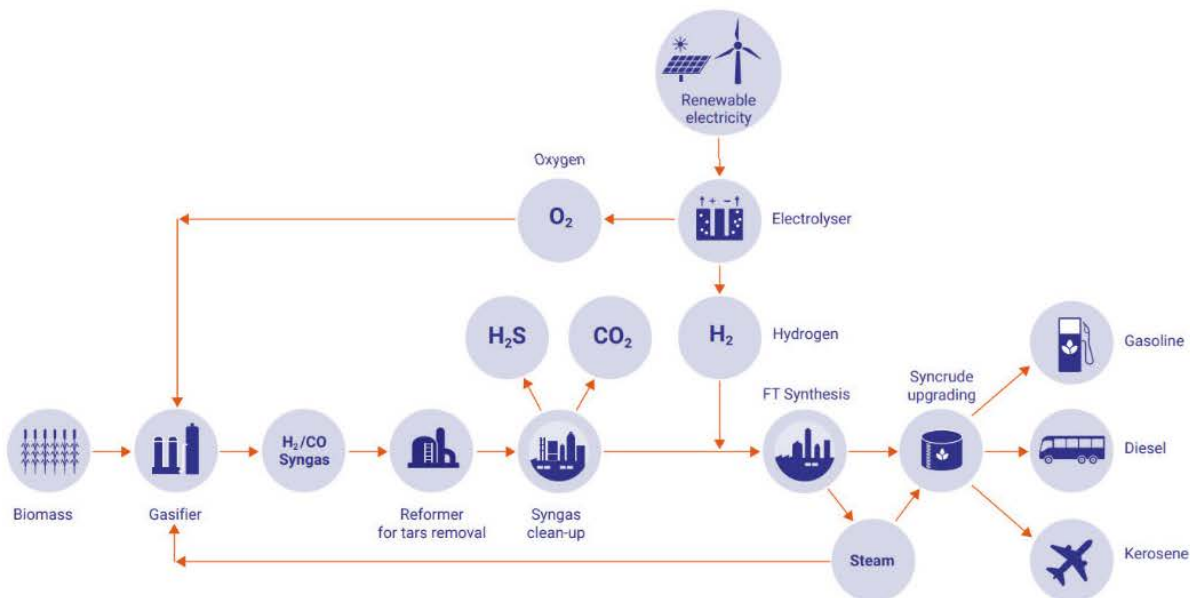 Renewable
electricity
Oxygen
O₂
Electrolyser
H₂S
CO₂
H₂
Hydrogen
Gasoline
FT Synthesis
Syncrude
upgrading
H₂/CO
Syngas
Diesel
Biomass
Gasifier
Reformer
for tars removal
Syngas
clean-up
Steam
Kerosene